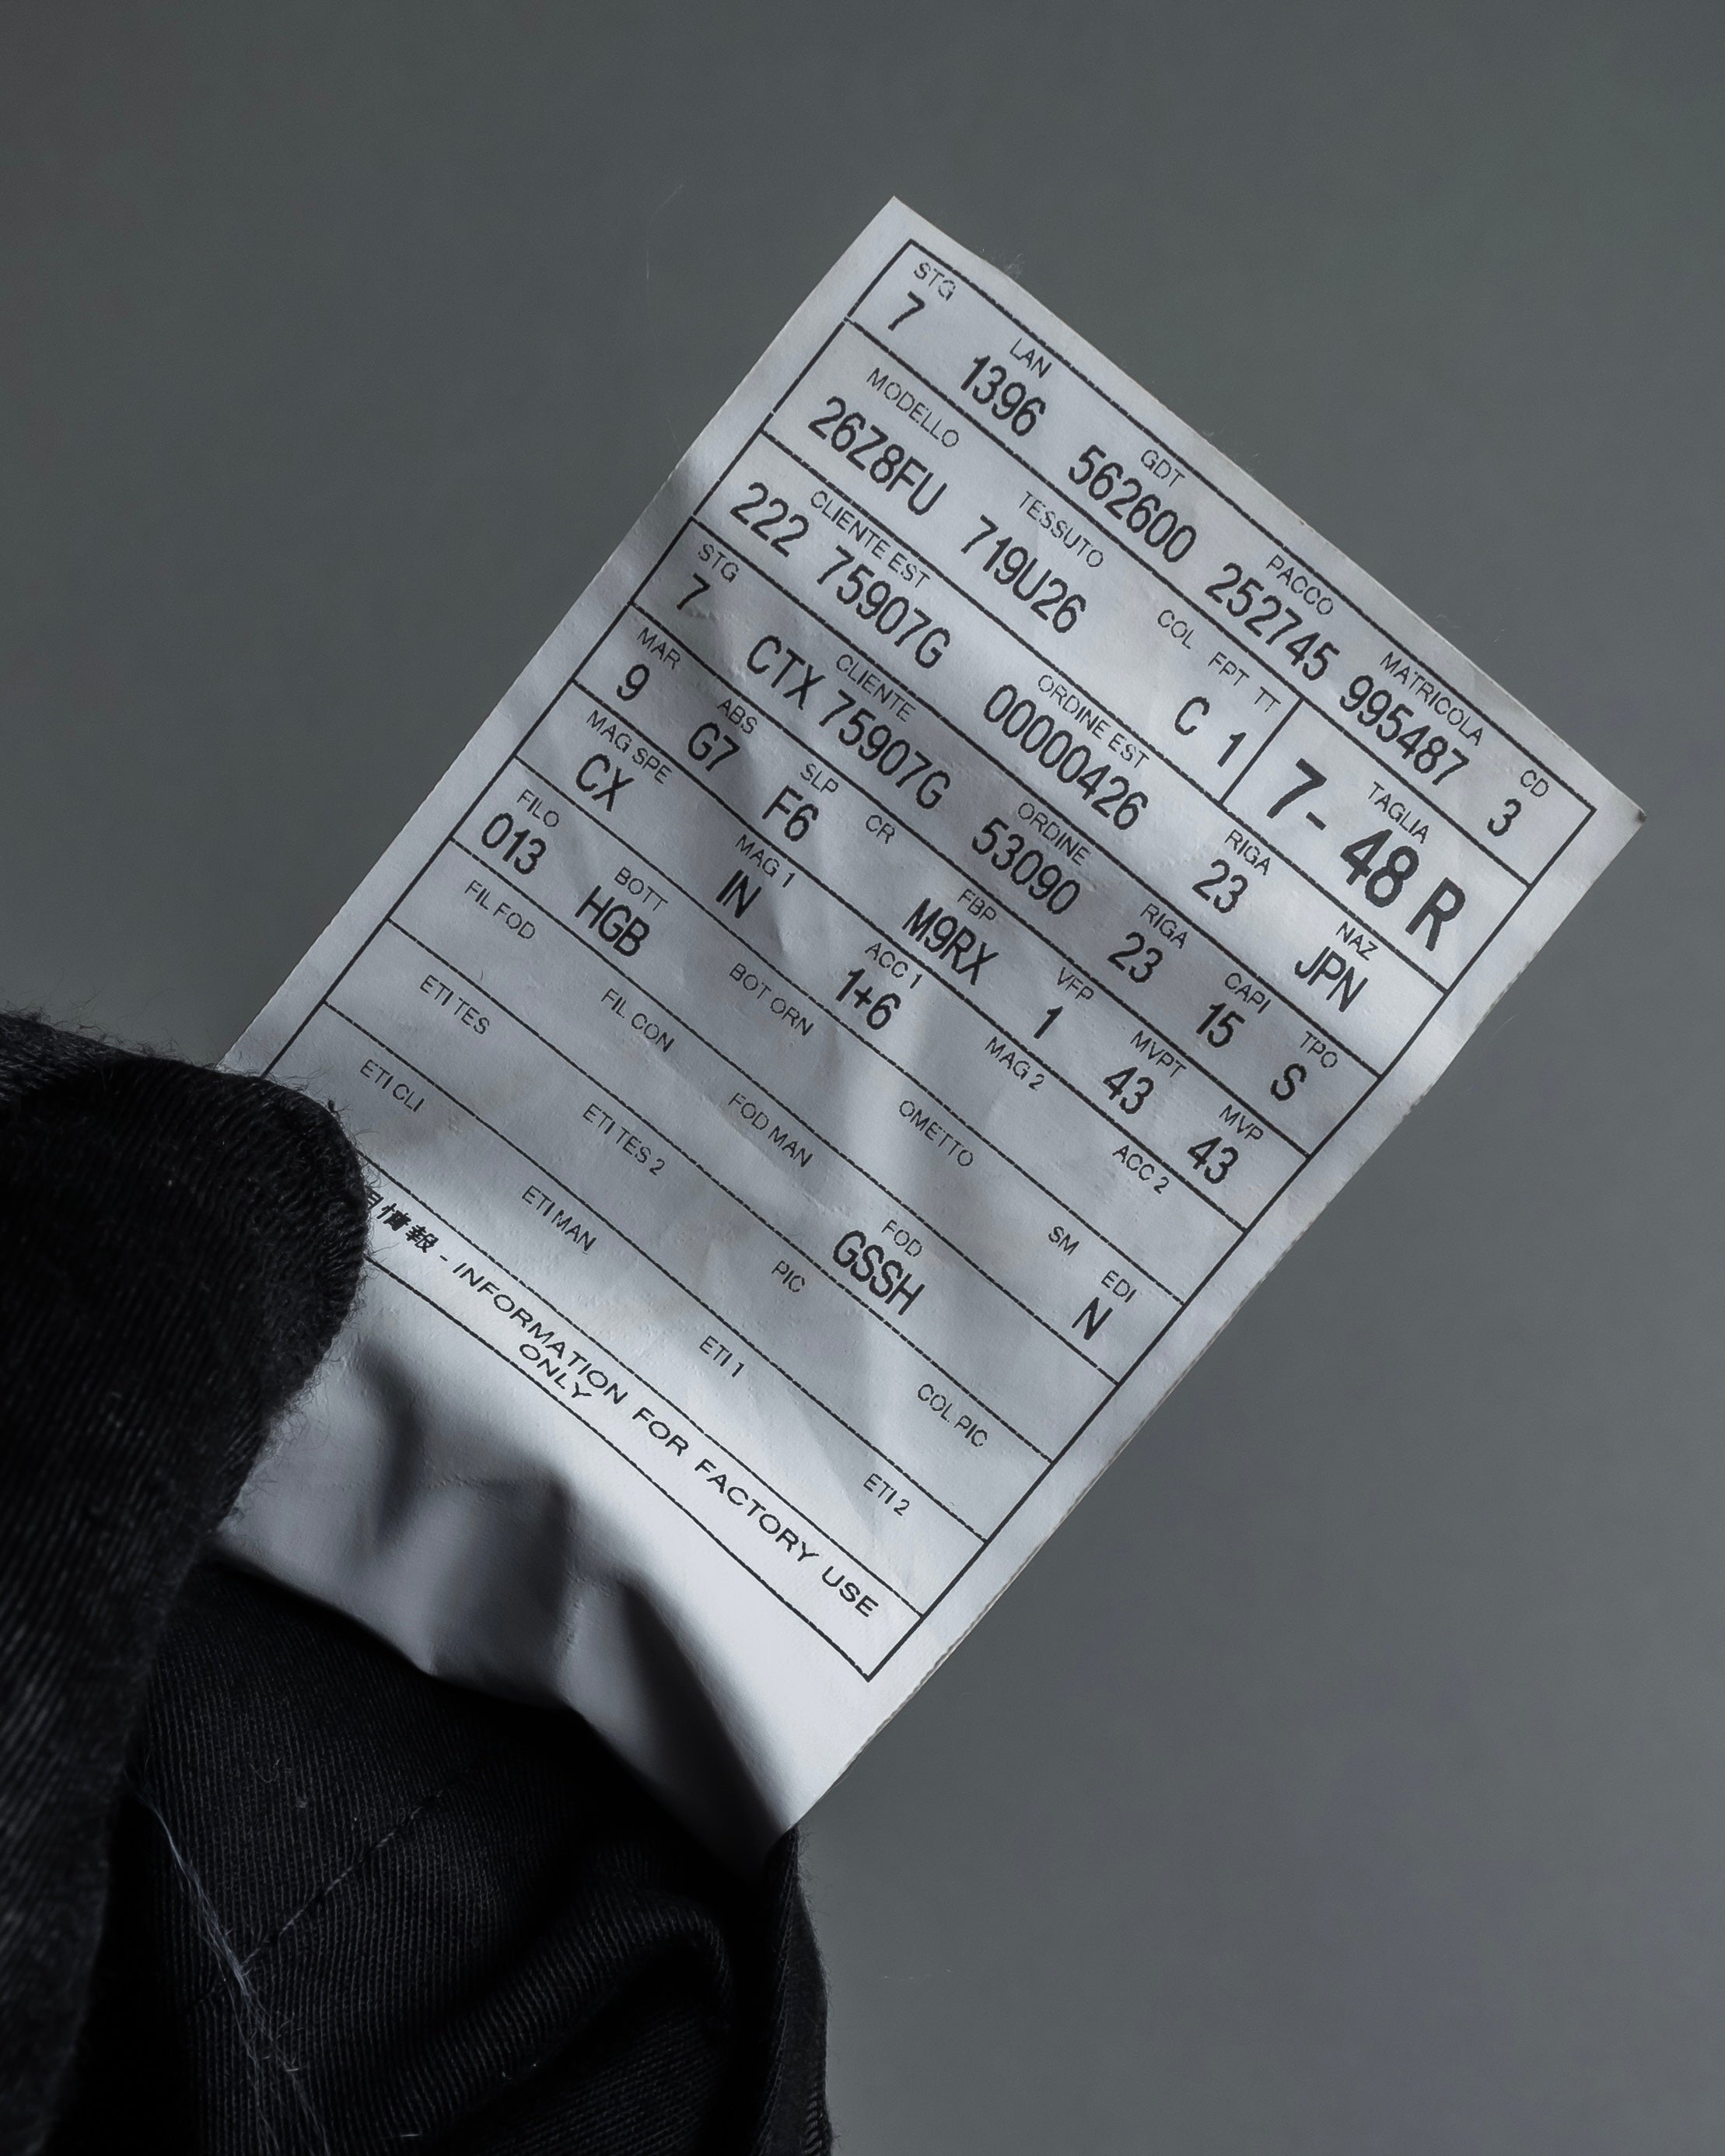 STG LAN GDT PACCO MATRICOLA CD
7 1396 562600 252745 995487 3
MODELLO TESSUTO COL FPT TT TAGLIA
26Z8FU 719U26 C 1 7- 48 R
CLIENTE EST ORDINE EST RIGA NAZ
222 75907G 00000426 23 JPN
STG CLIENTE ORDINE RIGA CAPI TPO
7 CTX 75907G 53090 23 15 S
MAR ABS SLP CR FBP VFP MVPT MVP
9 G7 F6 M9RX 1 43 43
MAG SPE MAG 1 ACC 1 MAG 2 ACC 2
CX IN 1+6
FILO BOTT BOT ORN OMETTO SM EDI
013 HGB N
FIL FOD FIL CON FOD MAN FOD
GSSH
ETI TES ETI TES 2 PIC COL PIC
ETI CLI ETI MAN ETI 1 ETI 2
情報 - INFORMATION FOR FACTORY USE
ONLY